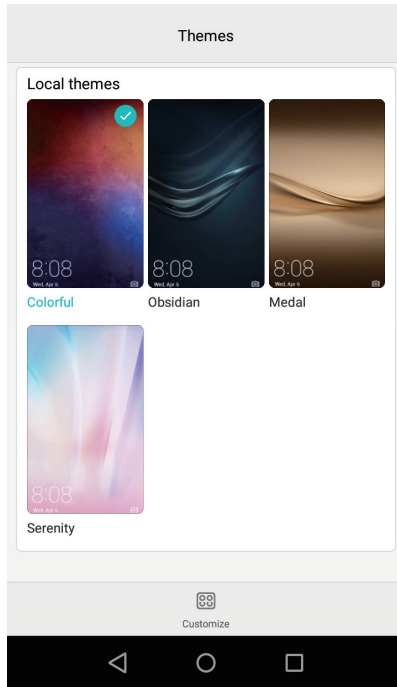 Themes
Local themes
8:08
Wed, Apr 6
8:08
Wed, Apr 6
8:08
Wed, Apr 6
Colorful
Obsidian
Medal
8:08
Wed, Apr 6
Serenity
Customize